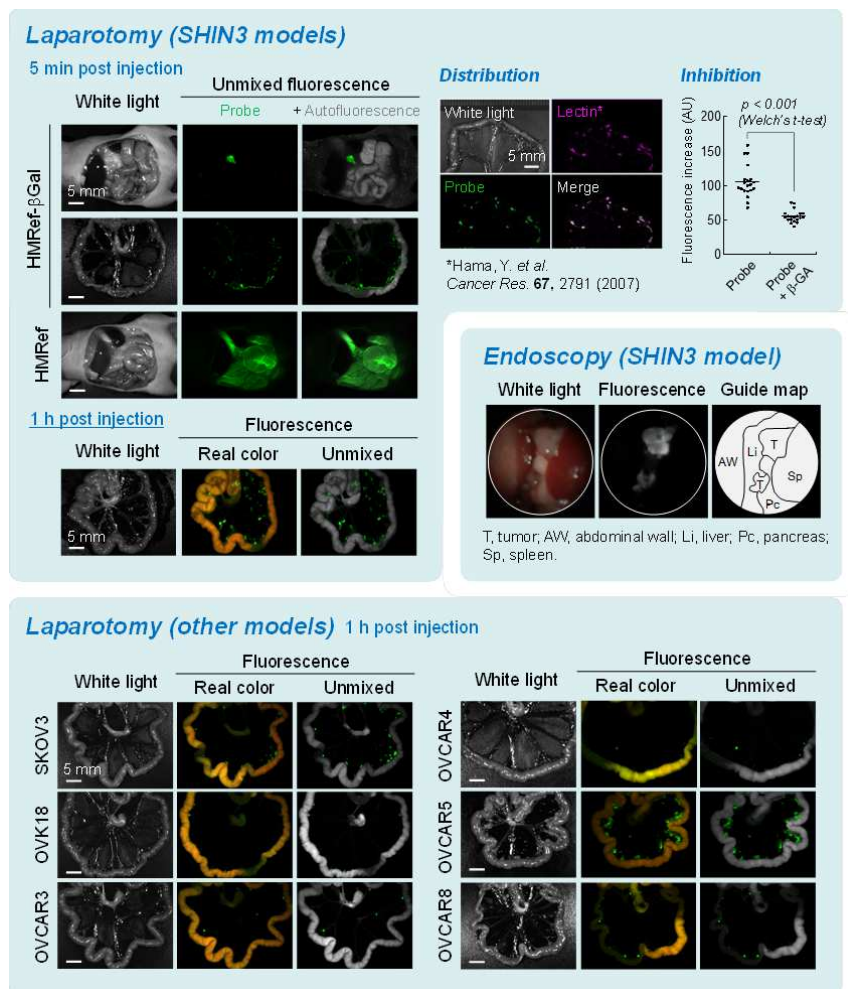 Laparotomy (SHIN3 models)
5 min post injection
White light
Unmixed fluorescence
Probe
+ Autofluorescence
HMRef-βGal
5 mm
HMRef
1 h post injection
White light
Fluorescence
Real color
Unmixed
5 mm
Distribution
White light
Lectin*
5 mm
Probe
Merge
*Hama, Y. et al.
Cancer Res. 67, 2791 (2007)
Inhibition
p < 0.001
(Welch's t-test)
Fluorescence increase (AU)
200
150
100
50
0
Probe
Probe
+ β-GA
Endoscopy (SHIN3 model)
White light
Fluorescence
Guide map
AW
Li
T
T
Sp
Pc
T, tumor; AW, abdominal wall; Li, liver; Pc, pancreas;
Sp, spleen.
Laparotomy (other models) 1 h post injection
White light
Fluorescence
Real color
Unmixed
SKOV3
5 mm
OVK18
OVCAR3
White light
Fluorescence
Real color
Unmixed
OVCAR4
OVCAR5
OVCAR8